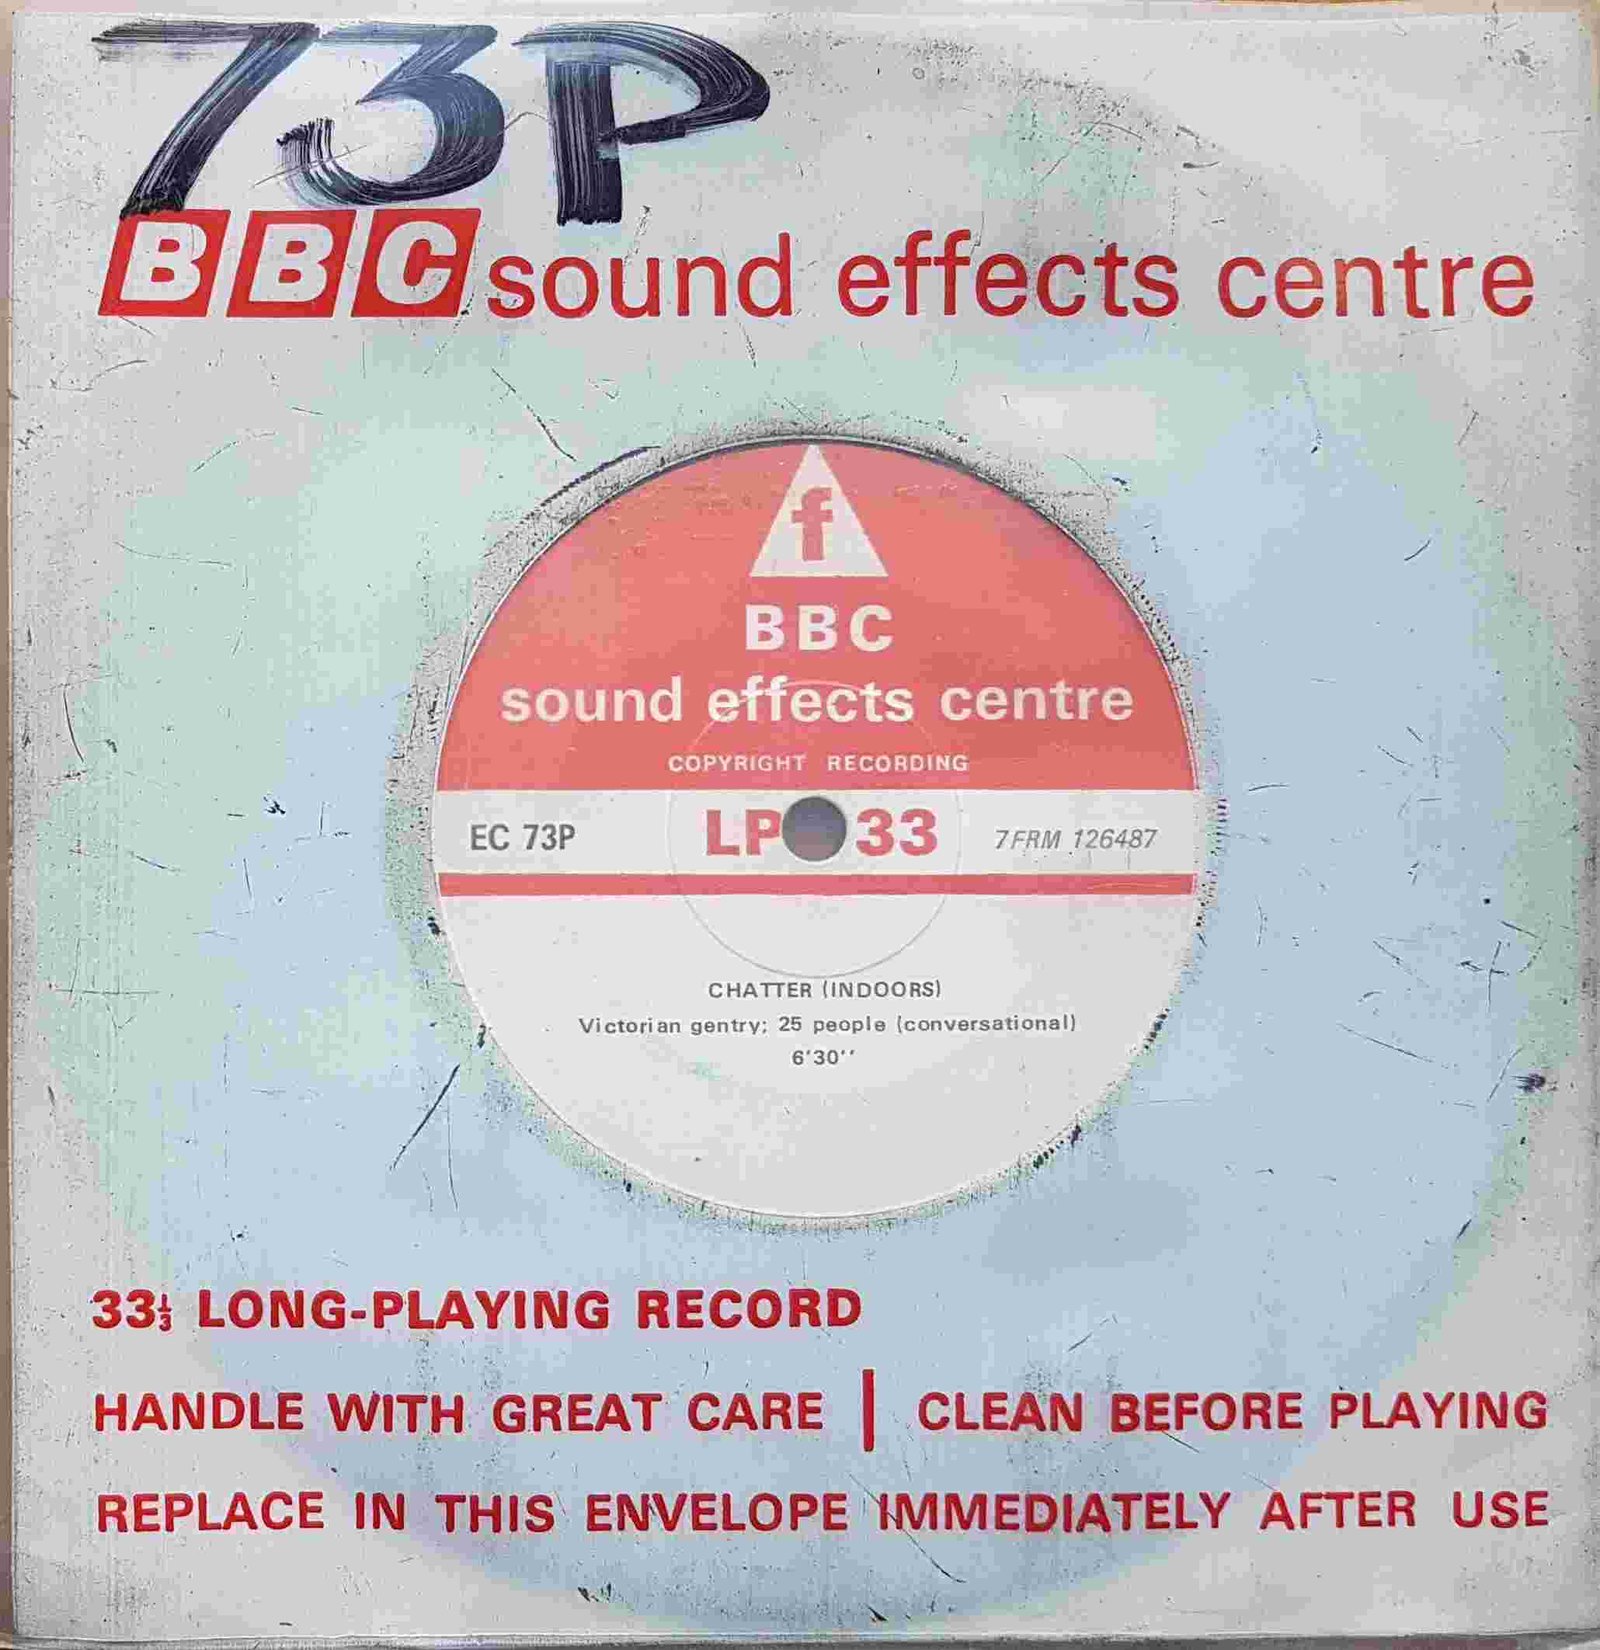 73P
BBC sound effects centre
f
BBC
sound effects centre
COPYRIGHT RECORDING
EC 73P LP 33 7FRM 126487
CHATTER (INDOORS)
Victorian gentry; 25 people (conversational)
6'30''
33⅓ LONG-PLAYING RECORD
HANDLE WITH GREAT CARE | CLEAN BEFORE PLAYING
REPLACE IN THIS ENVELOPE IMMEDIATELY AFTER USE